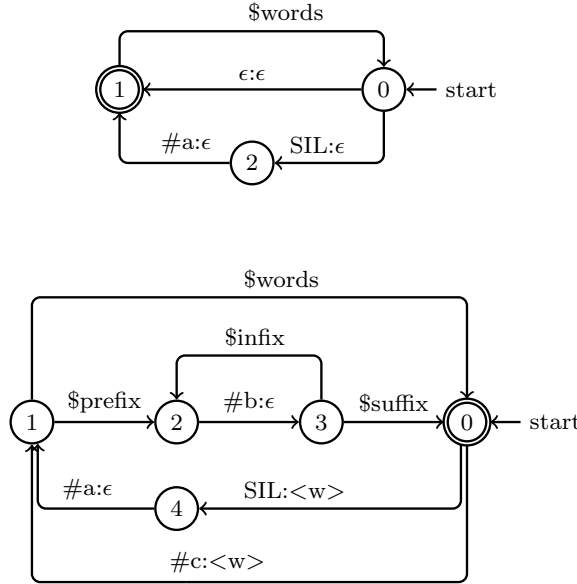 $words
ϵ:ϵ
1 0 start
#a:ϵ SIL:ϵ
2
$words
$infix
$prefix #b:ϵ $suffix
1 2 3 0 start
#a:ϵ SIL:<w>
4
#c:<w>